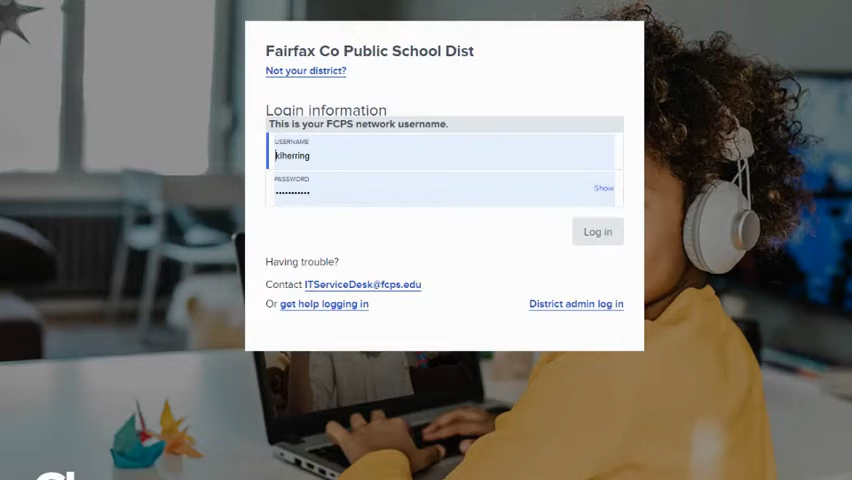 Fairfax Co Public School Dist
Not your district?
Login information
This is your FCPS network username.
USERNAME
klherring
PASSWORD
•••••••••••
Show
Log in
Having trouble?
Contact ITServiceDesk@fcps.edu
Or get help logging in
District admin log in